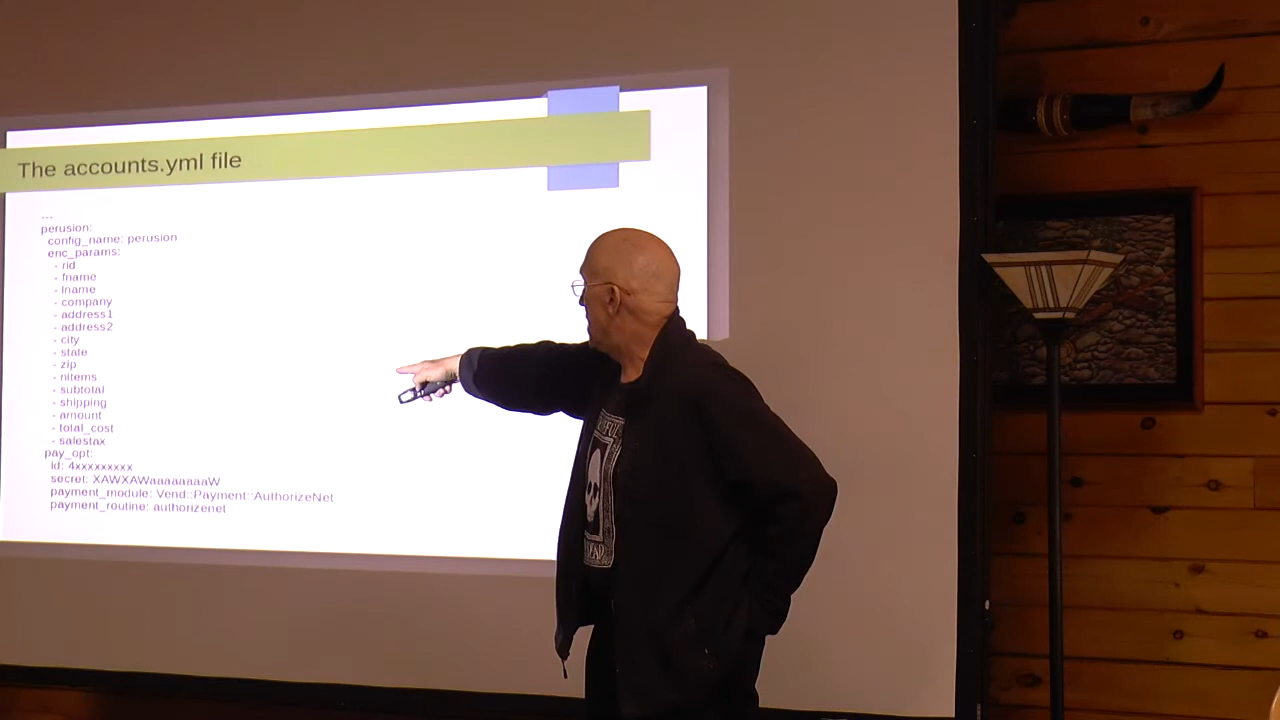 The accounts.yml file
---
perusion:
config_name: perusion
enc_params:
- rid
- fname
- lname
- company
- address1
- address2
- city
- state
- zip
- nitems
- subtotal
- shipping
- amount
- total_cost
- salestax
pay_opt:
id: 4xxxxxxxxx
secret: XAWXAWaaaaaaaaW
payment_module: Vend::Payment::AuthorizeNet
payment_routine: authorizenet